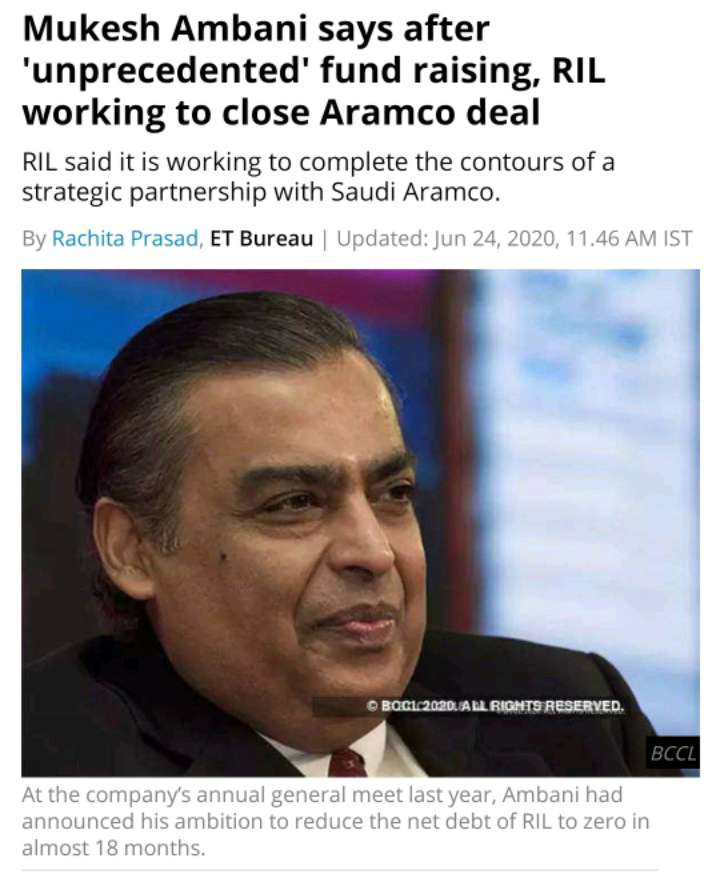 Mukesh Ambani says after
'unprecedented' fund raising, RIL
working to close Aramco deal
RIL said it is working to complete the contours of a
strategic partnership with Saudi Aramco.
By Rachita Prasad, ET Bureau | Updated: Jun 24, 2020, 11.46 AM IST
© BCCL 2020. ALL RIGHTS RESERVED.
BCCL
At the company's annual general meet last year, Ambani had
announced his ambition to reduce the net debt of RIL to zero in
almost 18 months.